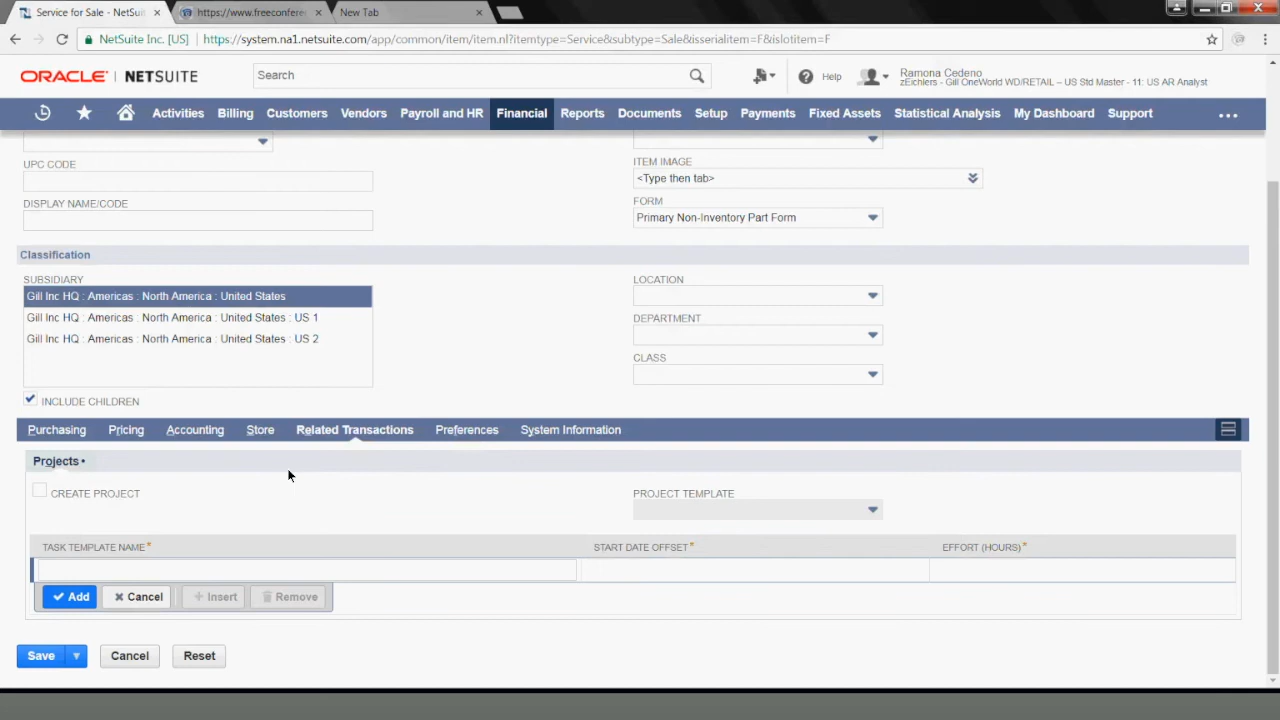 Service for Sale - NetSui
https://www.freeconfere
New Tab
NetSuite Inc. [US]
https://system.na1.netsuite.com/app/common/item/item.nl?itemtype=Service&subtype=Sale&isserialitem=F&islotitem=F
ORACLE | NETSUITE
Search
Help
Ramona Cedeno
zEichlers - Gill OneWorld WD/RETAIL – US Std Master - 11: US AR Analyst
Activities Billing Customers Vendors Payroll and HR Financial Reports Documents Setup Payments Fixed Assets Statistical Analysis My Dashboard Support
UPC CODE
ITEM IMAGE
<Type then tab>
DISPLAY NAME/CODE
FORM
Primary Non-Inventory Part Form
Classification
SUBSIDIARY
Gill Inc HQ : Americas : North America : United States
Gill Inc HQ : Americas : North America : United States : US 1
Gill Inc HQ : Americas : North America : United States : US 2
INCLUDE CHILDREN
LOCATION
DEPARTMENT
CLASS
Purchasing Pricing Accounting Store Related Transactions Preferences System Information
Projects •
CREATE PROJECT
PROJECT TEMPLATE
TASK TEMPLATE NAME * START DATE OFFSET * EFFORT (HOURS) *
Add Cancel Insert Remove
Save Cancel Reset